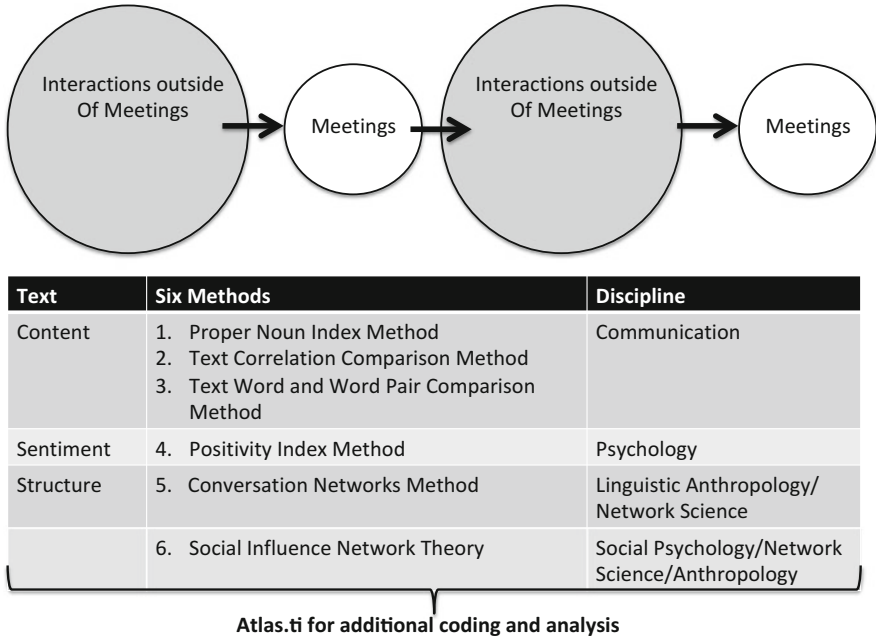 Interactions outside
Of Meetings
Meetings
Interactions outside
Of Meetings
Meetings
Text Six Methods Discipline
Content 1. Proper Noun Index Method Communication
2. Text Correlation Comparison Method
3. Text Word and Word Pair Comparison
Method
Sentiment 4. Positivity Index Method Psychology
Structure 5. Conversation Networks Method Linguistic Anthropology/
Network Science
6. Social Influence Network Theory Social Psychology/Network
Science/Anthropology
Atlas.ti for additional coding and analysis